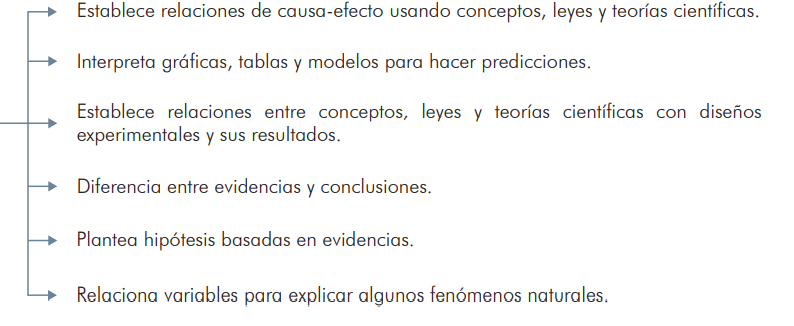 Establece relaciones de causa-efecto usando conceptos, leyes y teorías científicas.
Interpreta gráficas, tablas y modelos para hacer predicciones.
Establece relaciones entre conceptos, leyes y teorías científicas con diseños
experimentales y sus resultados.
Diferencia entre evidencias y conclusiones.
Plantea hipótesis basadas en evidencias.
Relaciona variables para explicar algunos fenómenos naturales.